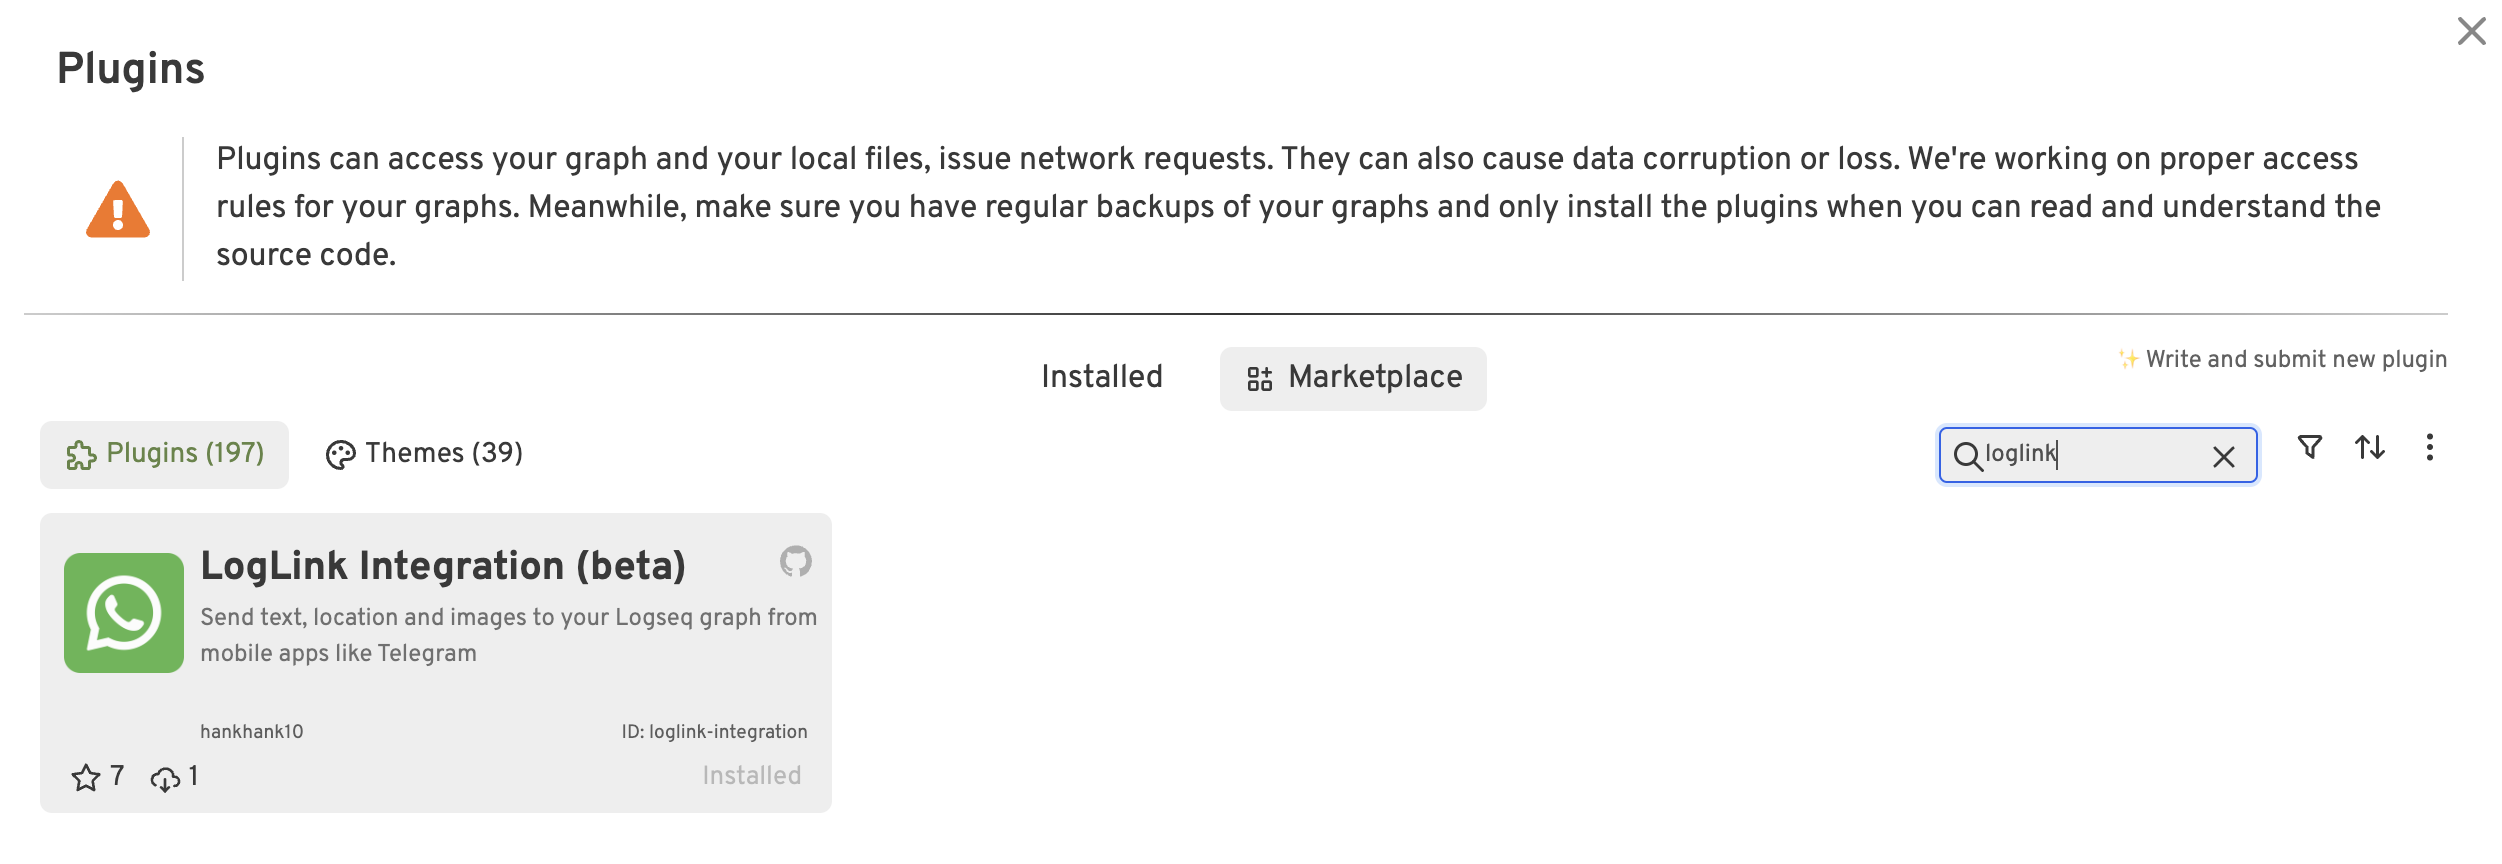 Plugins
Plugins can access your graph and your local files, issue network requests. They can also cause data corruption or loss. We're working on proper access
rules for your graphs. Meanwhile, make sure you have regular backups of your graphs and only install the plugins when you can read and understand the
source code.
Installed
Marketplace
✨ Write and submit new plugin
Plugins (197)
Themes (39)
loglink
LogLink Integration (beta)
Send text, location and images to your Logseq graph from
mobile apps like Telegram
hankhank10
ID: loglink-integration
7
1
Installed